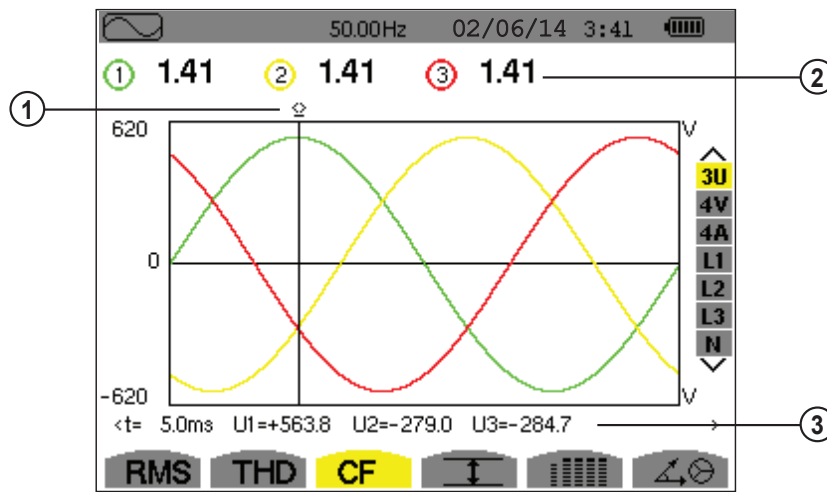 50.00Hz 02/06/14 3:41
1 1.41 2 1.41 3 1.41
2
1
620 V
3U
4V
4A
0 L1
L2
L3
N
-620 V
<t= 5.0ms U1=+563.8 U2=-279.0 U3=-284.7 >
3
RMS THD CF